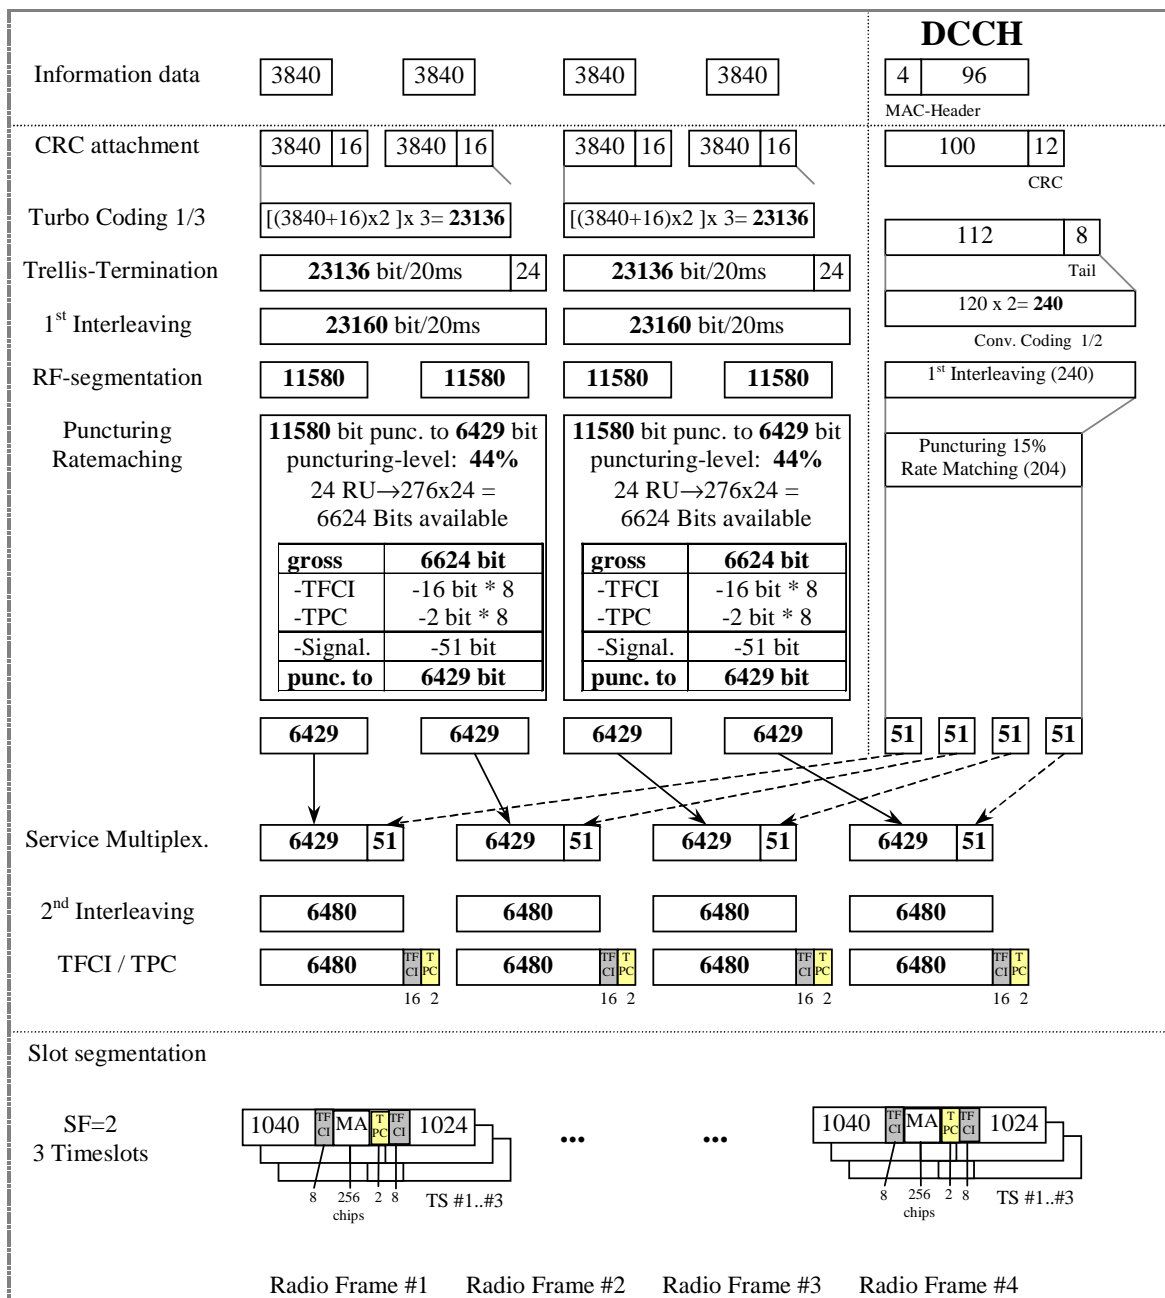 DCCH
Information data 3840 3840 3840 3840 4 96
MAC-Header
CRC attachment 3840 16 3840 16 3840 16 3840 16 100 12
CRC
Turbo Coding 1/3 [(3840+16)x2 ]x 3= 23136 [(3840+16)x2 ]x 3= 23136
112 8
Trellis-Termination 23136 bit/20ms 24 23136 bit/20ms 24
Tail
120 x 2= 240
1st Interleaving 23160 bit/20ms 23160 bit/20ms
Conv. Coding 1/2
RF-segmentation 11580 11580 11580 11580 1st Interleaving (240)
Puncturing 11580 bit punc. to 6429 bit 11580 bit punc. to 6429 bit
Ratemaching puncturing-level: 44% puncturing-level: 44%
Puncturing 15%
Rate Matching (204)
24 RU→276x24 = 24 RU→276x24 =
6624 Bits available 6624 Bits available
gross 6624 bit gross 6624 bit
-TFCI -16 bit * 8 -TFCI -16 bit * 8
-TPC -2 bit * 8 -TPC -2 bit * 8
-Signal. -51 bit -Signal. -51 bit
punc. to 6429 bit punc. to 6429 bit
6429 6429 6429 6429 51 51 51 51
Service Multiplex. 6429 51 6429 51 6429 51 6429 51
2nd Interleaving 6480 6480 6480 6480
TFCI / TPC 6480 TF CI T PC 6480 TF CI T PC 6480 TF CI T PC 6480 TF CI T PC
16 2 16 2 16 2 16 2
Slot segmentation
SF=2 1040 TF CI MA T PC TF CI 1024 ... ... 1040 TF CI MA T PC TF CI 1024
3 Timeslots
8 256 2 8 TS #1..#3 8 256 2 8 TS #1..#3
chips chips
Radio Frame #1 Radio Frame #2 Radio Frame #3 Radio Frame #4